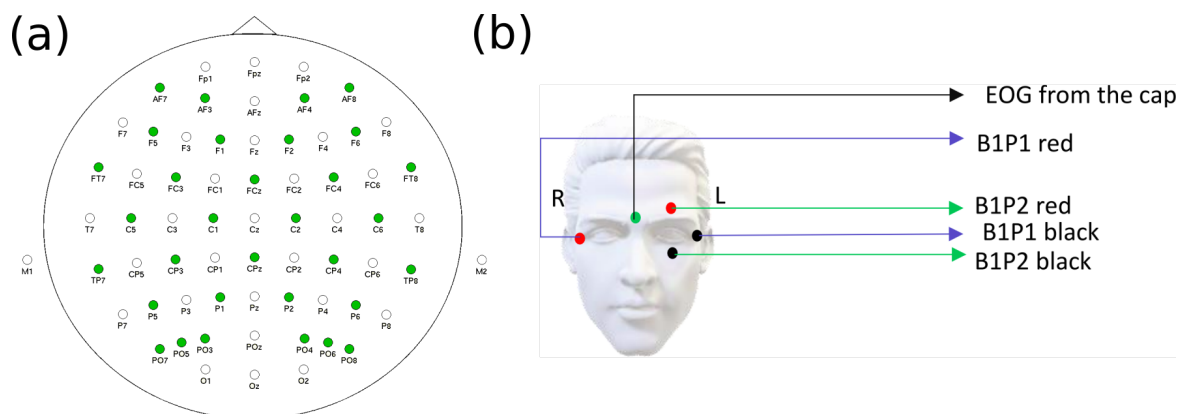 (a)
Fp1 Fpz Fp2
AF7 AF3 AFz AF4 AF8
F7 F5 F3 F1 Fz F2 F4 F6 F8
FT7 FC5 FC3 FC1 FCz FC2 FC4 FC6 FT8
T7 C5 C3 C1 Cz C2 C4 C6 T8
M1 TP7 CP5 CP3 CP1 CPz CP2 CP4 CP6 TP8 M2
P7 P5 P3 P1 Pz P2 P4 P6 P8
PO7 PO5 PO3 POz PO4 PO6 PO8
O1 Oz O2
(b)
EOG from the cap
B1P1 red
R L
B1P2 red
B1P1 black
B1P2 black